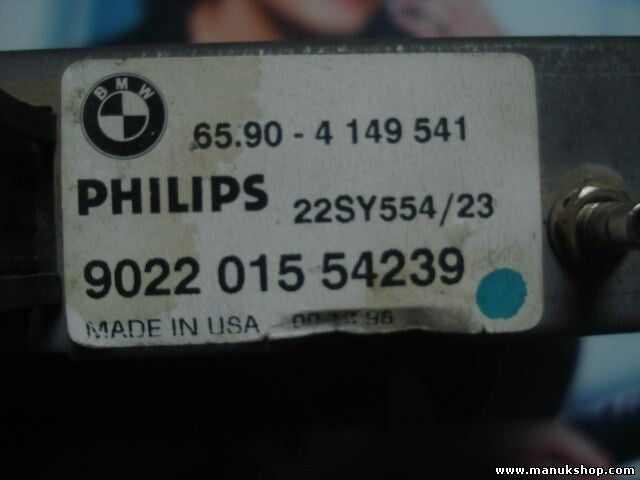 BMW
65.90 - 4 149 541
PHILIPS 22SY554/23
9022 015 54239
MADE IN USA
www.manukshop.com